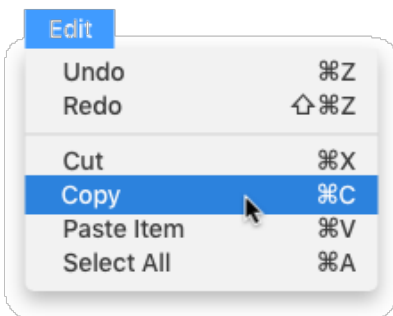 Edit
Undo ⌘Z
Redo ⇧⌘Z
Cut ⌘X
Copy ⌘C
Paste Item ⌘V
Select All ⌘A